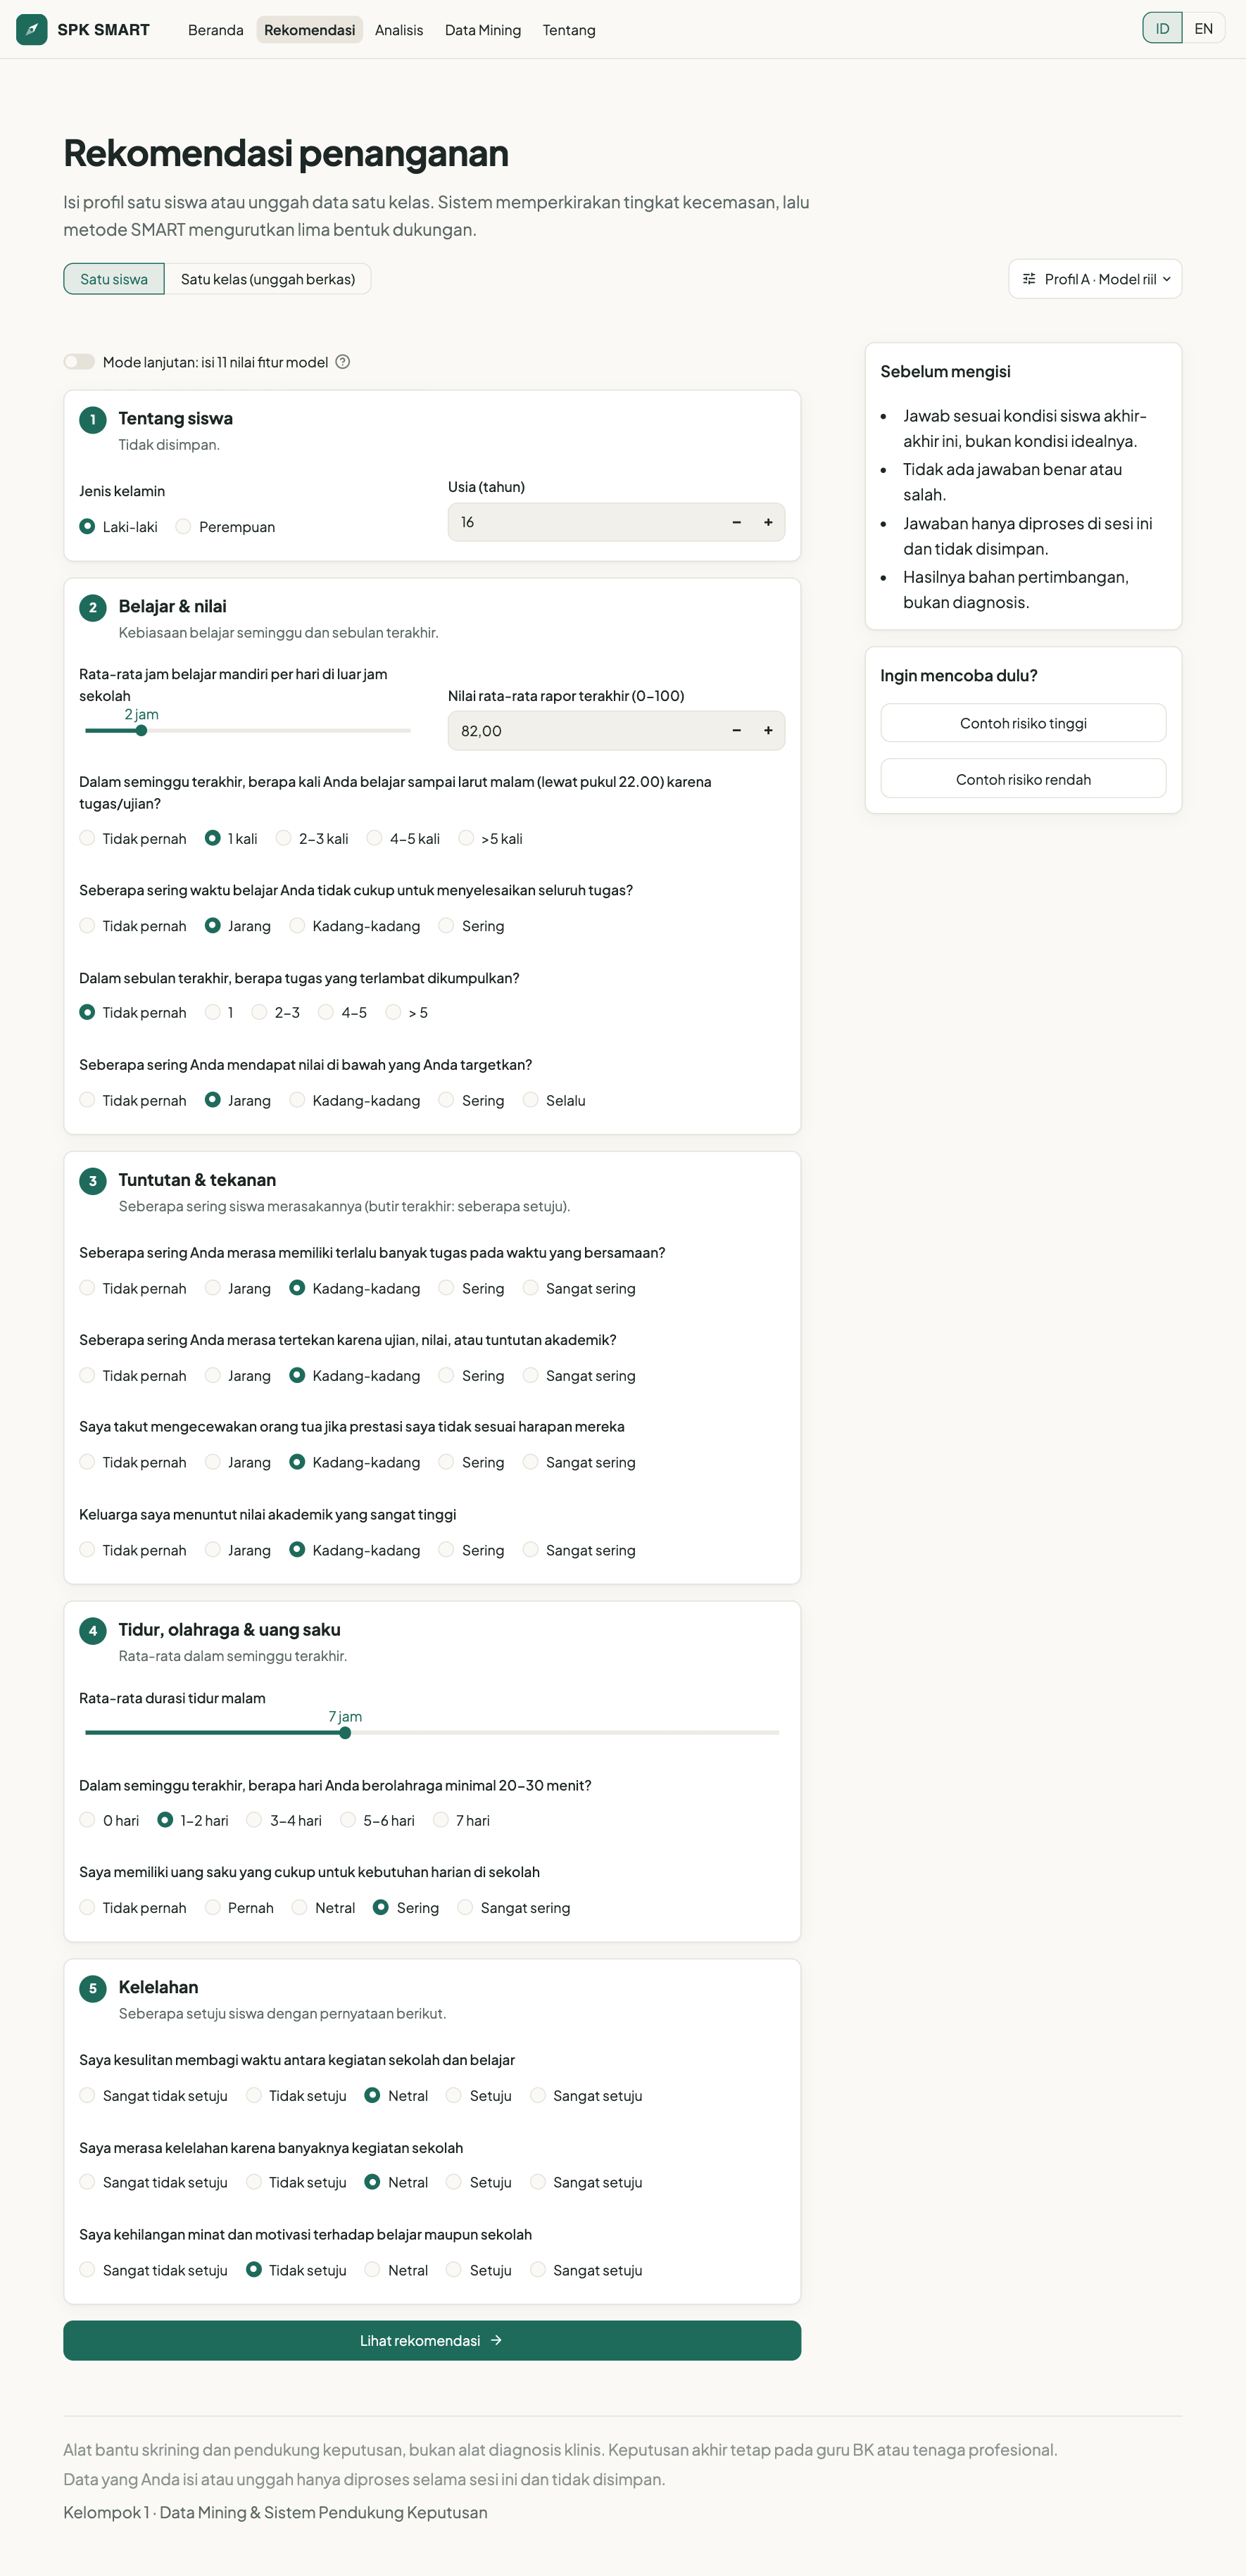 SPK SMART
Beranda
Rekomendasi
Analisis
Data Mining
Tentang
ID
EN
Rekomendasi penanganan
Isi profil satu siswa atau unggah data satu kelas. Sistem memperkirakan tingkat kecemasan, lalu
metode SMART mengurutkan lima bentuk dukungan.
Satu siswa
Satu kelas (unggah berkas)
Profil A · Model riil
Mode lanjutan: isi 11 nilai fitur model
?
1
Tentang siswa
Tidak disimpan.
Jenis kelamin
Laki-laki
Perempuan
Usia (tahun)
16
− +
2
Belajar & nilai
Kebiasaan belajar seminggu dan sebulan terakhir.
Rata-rata jam belajar mandiri per hari di luar jam
sekolah
2 jam
Nilai rata-rata rapor terakhir (0–100)
82,00
− +
Dalam seminggu terakhir, berapa kali Anda belajar sampai larut malam (lewat pukul 22.00) karena
tugas/ujian?
Tidak pernah 1 kali 2–3 kali 4–5 kali >5 kali
Seberapa sering waktu belajar Anda tidak cukup untuk menyelesaikan seluruh tugas?
Tidak pernah Jarang Kadang-kadang Sering
Dalam sebulan terakhir, berapa tugas yang terlambat dikumpulkan?
Tidak pernah 1 2–3 4–5 > 5
Seberapa sering Anda mendapat nilai di bawah yang Anda targetkan?
Tidak pernah Jarang Kadang-kadang Sering Selalu
3
Tuntutan & tekanan
Seberapa sering siswa merasakannya (butir terakhir: seberapa setuju).
Seberapa sering Anda merasa memiliki terlalu banyak tugas pada waktu yang bersamaan?
Tidak pernah Jarang Kadang-kadang Sering Sangat sering
Seberapa sering Anda merasa tertekan karena ujian, nilai, atau tuntutan akademik?
Tidak pernah Jarang Kadang-kadang Sering Sangat sering
Saya takut mengecewakan orang tua jika prestasi saya tidak sesuai harapan mereka
Tidak pernah Jarang Kadang-kadang Sering Sangat sering
Keluarga saya menuntut nilai akademik yang sangat tinggi
Tidak pernah Jarang Kadang-kadang Sering Sangat sering
4
Tidur, olahraga & uang saku
Rata-rata dalam seminggu terakhir.
Rata-rata durasi tidur malam
7 jam
Dalam seminggu terakhir, berapa hari Anda berolahraga minimal 20–30 menit?
0 hari 1–2 hari 3–4 hari 5–6 hari 7 hari
Saya memiliki uang saku yang cukup untuk kebutuhan harian di sekolah
Tidak pernah Pernah Netral Sering Sangat sering
5
Kelelahan
Seberapa setuju siswa dengan pernyataan berikut.
Saya kesulitan membagi waktu antara kegiatan sekolah dan belajar
Sangat tidak setuju Tidak setuju Netral Setuju Sangat setuju
Saya merasa kelelahan karena banyaknya kegiatan sekolah
Sangat tidak setuju Tidak setuju Netral Setuju Sangat setuju
Saya kehilangan minat dan motivasi terhadap belajar maupun sekolah
Sangat tidak setuju Tidak setuju Netral Setuju Sangat setuju
Lihat rekomendasi →
Sebelum mengisi
• Jawab sesuai kondisi siswa akhir-
akhir ini, bukan kondisi idealnya.
• Tidak ada jawaban benar atau
salah.
• Jawaban hanya diproses di sesi ini
dan tidak disimpan.
• Hasilnya bahan pertimbangan,
bukan diagnosis.
Ingin mencoba dulu?
Contoh risiko tinggi
Contoh risiko rendah
Alat bantu skrining dan pendukung keputusan, bukan alat diagnosis klinis. Keputusan akhir tetap pada guru BK atau tenaga profesional.
Data yang Anda isi atau unggah hanya diproses selama sesi ini dan tidak disimpan.
Kelompok 1 · Data Mining & Sistem Pendukung Keputusan